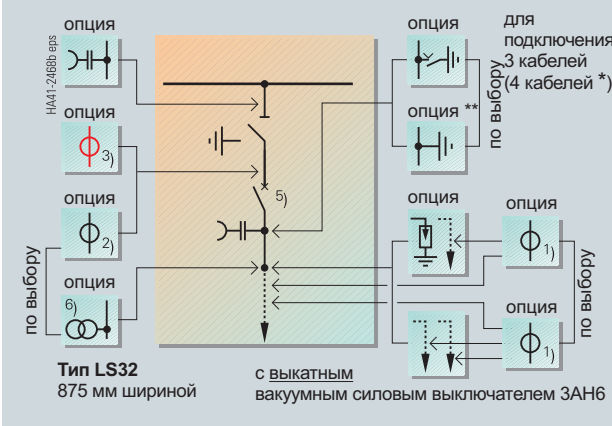 опция
HA41-2468b eps
опция
3)
опция
2)
по выбору
6)
Тип LS32
875 мм шириной
5)
опция
опция
**
по выбору
для
подключения
3 кабелей
(4 кабелей *)
опция
опция
1)
опция
1)
по выбору
с выкатным
вакуумным силовым выключателем 3AH6